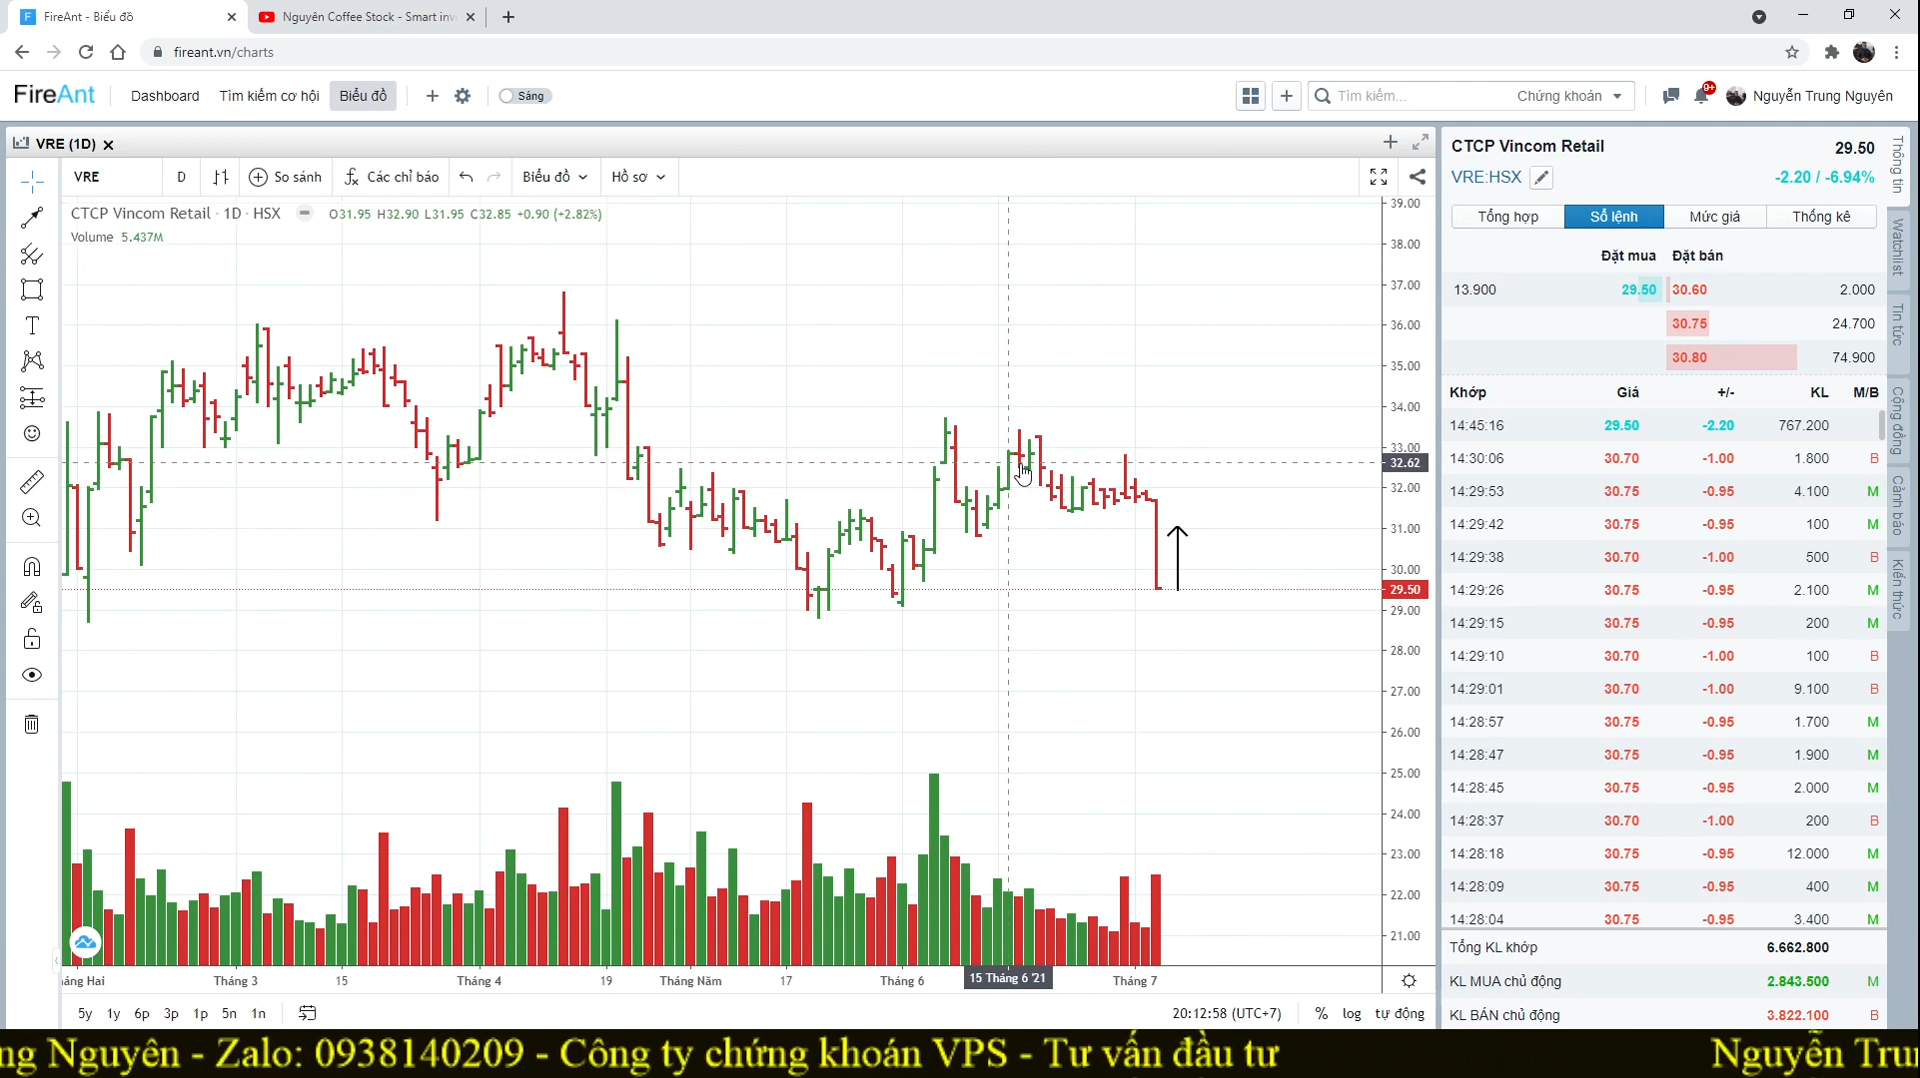 FireAnt - Biểu đồ
Nguyên Coffee Stock - Smart inv
fireant.vn/charts
FireAnt Dashboard Tìm kiếm cơ hội Biểu đồ Sáng Tìm kiếm... Chứng khoán 9+ Nguyễn Trung Nguyên
VRE (1D)
VRE D So sánh Các chỉ báo Biểu đồ Hồ sơ
CTCP Vincom Retail · 1D · HSX O31.95 H32.90 L31.95 C32.85 +0.90 (+2.82%)
Volume 5.437M
39.00
38.00
37.00
36.00
35.00
34.00
33.00
32.62
32.00
31.00
30.00
29.50
29.00
28.00
27.00
26.00
25.00
24.00
23.00
22.00
21.00
háng Hai Tháng 3 15 Tháng 4 19 Tháng Năm 17 Tháng 6 15 Tháng 6 '21 Tháng 7
5y 1y 6p 3p 1p 5n 1n 20:12:58 (UTC+7) % log tự động
CTCP Vincom Retail 29.50
VRE:HSX -2.20 / -6.94%
Tổng hợp Sổ lệnh Mức giá Thống kê
Đặt mua Đặt bán
13.900 29.50 30.60 2.000
30.75 24.700
30.80 74.900
Khớp Giá +/- KL M/B
14:45:16 29.50 -2.20 767.200
14:30:06 30.70 -1.00 1.800 B
14:29:53 30.75 -0.95 4.100 M
14:29:42 30.75 -0.95 100 M
14:29:38 30.70 -1.00 500 B
14:29:26 30.75 -0.95 2.100 M
14:29:15 30.75 -0.95 200 M
14:29:10 30.70 -1.00 100 B
14:29:01 30.70 -1.00 9.100 B
14:28:57 30.75 -0.95 1.700 M
14:28:47 30.75 -0.95 1.900 M
14:28:45 30.75 -0.95 2.000 M
14:28:37 30.70 -1.00 200 B
14:28:18 30.75 -0.95 12.000 M
14:28:09 30.75 -0.95 400 M
14:28:04 30.75 -0.95 3.400 M
Tổng KL khớp 6.662.800
KL MUA chủ động 2.843.500 M
KL BÁN chủ động 3.822.100 B
Thông tin
Watchlist
Tin tức
Cộng đồng
Cảnh báo
Kiến thức
ng Nguyên - Zalo: 0938140209 - Công ty chứng khoán VPS - Tư vấn đầu tư Nguyễn Tru